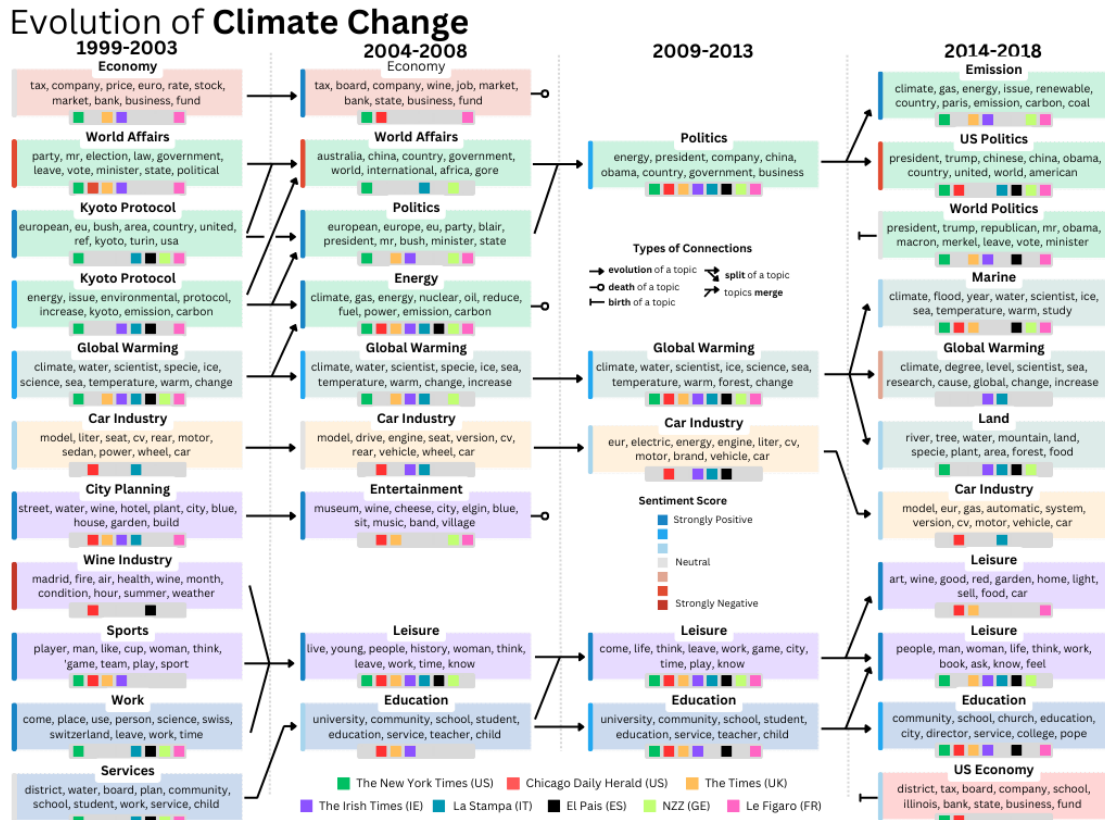 Evolution of Climate Change
1999-2003
Economy
tax, company, price, euro, rate, stock,
market, bank, business, fund
World Affairs
party, mr, election, law, government,
leave, vote, minister, state, political
Kyoto Protocol
european, eu, bush, area, country, united,
ref, kyoto, turin, usa
Kyoto Protocol
energy, issue, environmental, protocol,
increase, kyoto, emission, carbon
Global Warming
climate, water, scientist, specie, ice,
science, sea, temperature, warm, change
Car Industry
model, liter, seat, cv, rear, motor,
sedan, power, wheel, car
City Planning
street, water, wine, hotel, plant, city, blue,
house, garden, build
Wine Industry
madrid, fire, air, health, wine, month,
condition, hour, summer, weather
Sports
player, man, like, cup, woman, think,
'game, team, play, sport
Work
come, place, use, person, science, swiss,
switzerland, leave, work, time
Services
district, water, board, plan, community,
school, student, work, service, child
2004-2008
Economy
tax, board, company, wine, job, market,
bank, state, business, fund
World Affairs
australia, china, country, government,
world, international, africa, gore
Politics
european, europe, eu, party, blair,
president, mr, bush, minister, state
Energy
climate, gas, energy, nuclear, oil, reduce,
fuel, power, emission, carbon
Global Warming
climate, water, scientist, specie, ice, sea,
temperature, warm, change, increase
Car Industry
model, drive, engine, seat, version, cv,
rear, vehicle, wheel, car
Entertainment
museum, wine, cheese, city, elgin, blue,
sit, music, band, village
Leisure
live, young, people, history, woman, think,
leave, work, time, know
Education
university, community, school, student,
education, service, teacher, child
2009-2013
Politics
energy, president, company, china,
obama, country, government, business
Types of Connections
evolution of a topic
split of a topic
death of a topic
topics merge
birth of a topic
Global Warming
climate, water, scientist, ice, science, sea,
temperature, warm, forest, change
Car Industry
eur, electric, energy, engine, liter, cv,
motor, brand, vehicle, car
Sentiment Score
Strongly Positive
Neutral
Strongly Negative
Leisure
come, life, think, leave, work, game, city,
time, play, know
Education
university, community, school, student,
education, service, teacher, child
2014-2018
Emission
climate, gas, energy, issue, renewable,
country, paris, emission, carbon, coal
US Politics
president, trump, chinese, china, obama,
country, united, world, american
World Politics
president, trump, republican, mr, obama,
macron, merkel, leave, vote, minister
Marine
climate, flood, year, water, scientist, ice,
sea, temperature, warm, study
Global Warming
climate, degree, level, scientist, sea,
research, cause, global, change, increase
Land
river, tree, water, mountain, land,
specie, plant, area, forest, food
Car Industry
model, eur, gas, automatic, system,
version, cv, motor, vehicle, car
Leisure
art, wine, good, red, garden, home, light,
sell, food, car
Leisure
people, man, woman, life, think, work,
book, ask, know, feel
Education
community, school, church, education,
city, director, service, college, pope
US Economy
district, tax, board, company, school,
illinois, bank, state, business, fund
The New York Times (US) Chicago Daily Herald (US) The Times (UK)
The Irish Times (IE) La Stampa (IT) El Pais (ES) NZZ (GE) Le Figaro (FR)